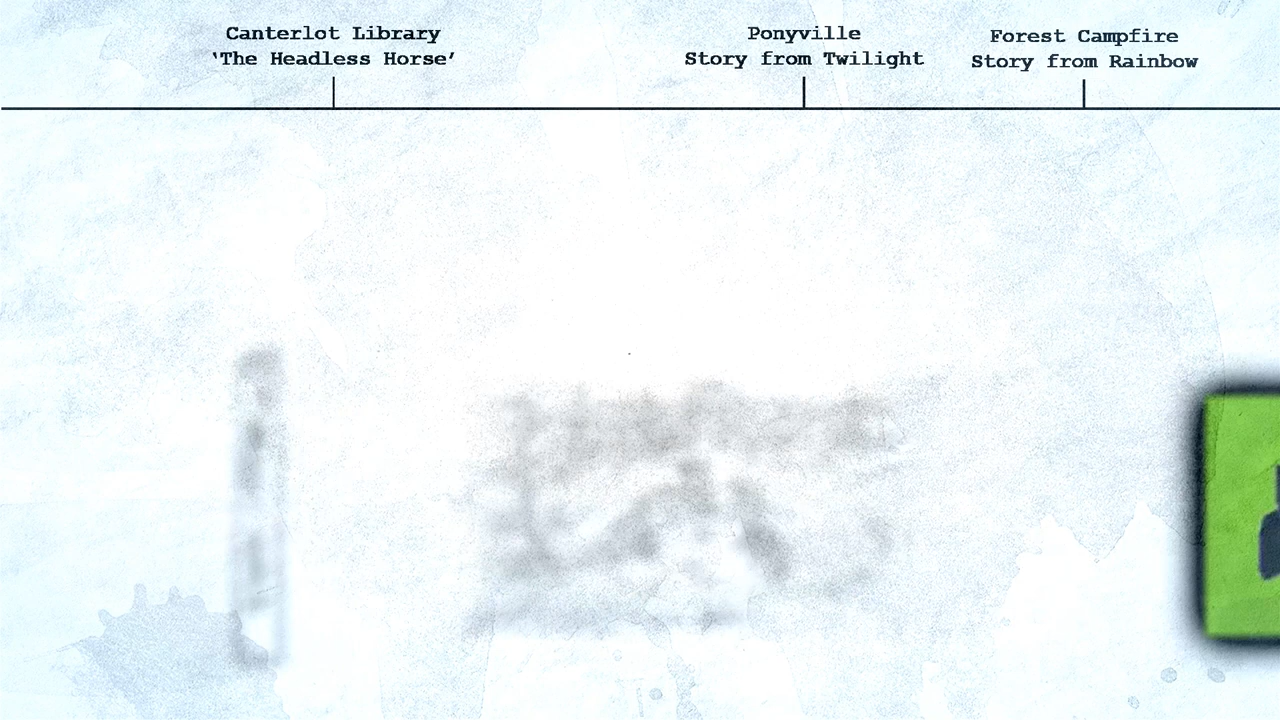 Canterlot Library
‘The Headless Horse’
Ponyville
Story from Twilight
Forest Campfire
Story from Rainbow